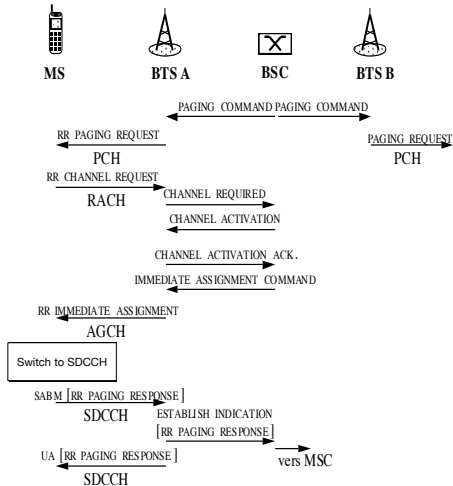 MS BTS A BSC BTS B
PAGING COMMAND PAGING COMMAND
RR PAGING REQUEST PAGING REQUEST
PCH PCH
RR CHANNEL REQUEST
RACH CHANNEL REQUIRED
CHANNEL ACTIVATION
CHANNEL ACTIVATION ACK.
IMMEDIATE ASSIGNMENT COMMAND
RR IMMEDIATE ASSIGNMENT
AGCH
Switch to SDCCH
SABM [RR PAGING RESPONSE]
SDCCH ESTABLISH INDICATION
[RR PAGING RESPONSE]
UA [RR PAGING RESPONSE] vers MSC
SDCCH